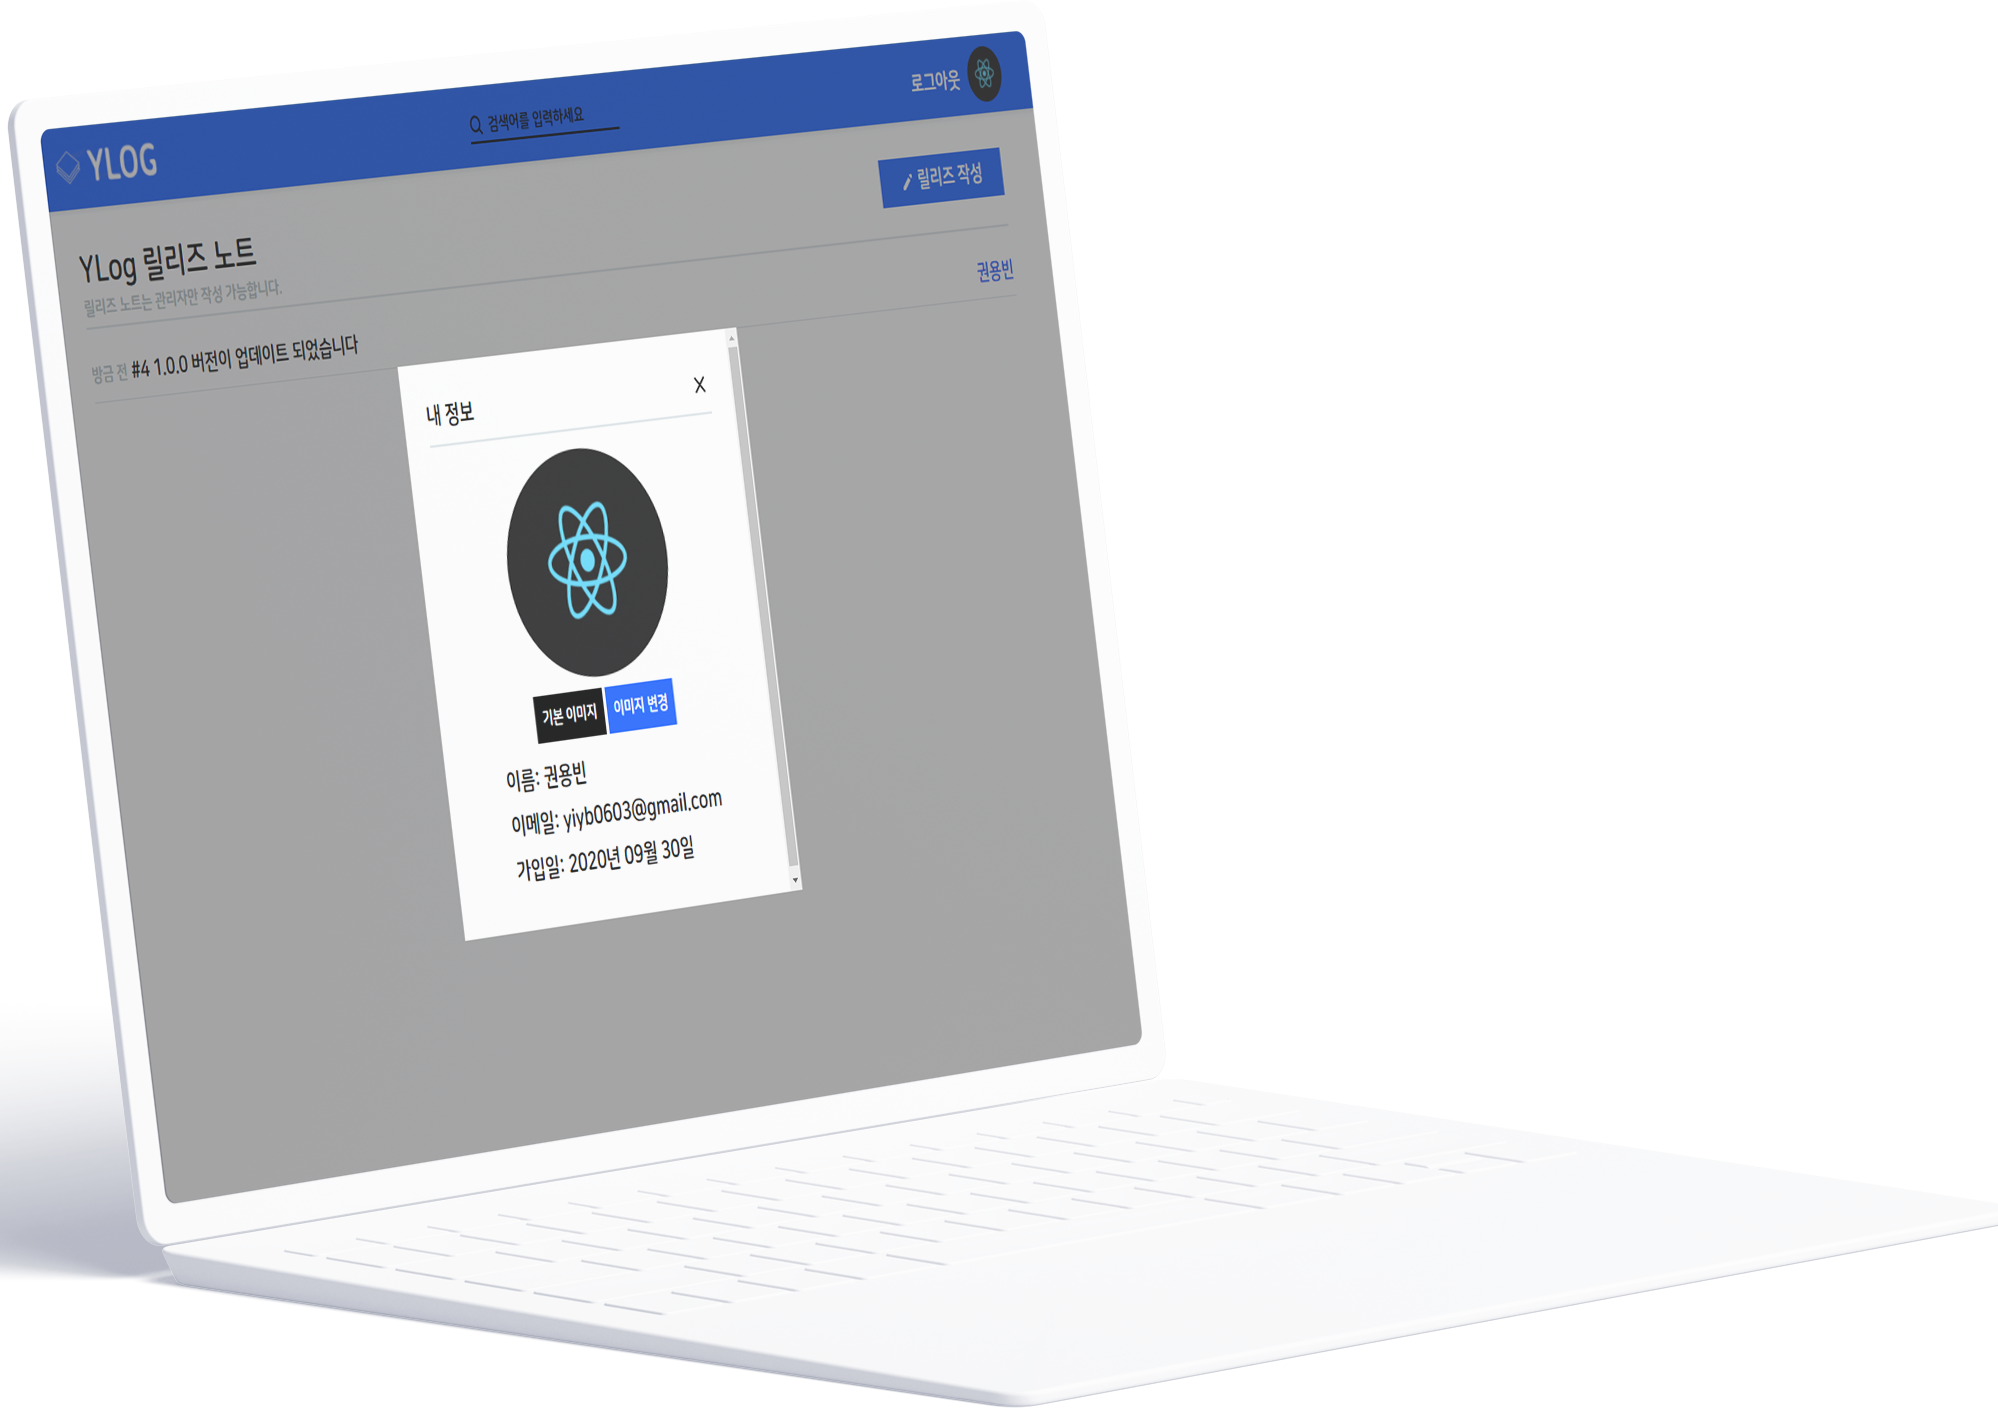 YLOG
검색어를 입력하세요
로그아웃
릴리즈 작성
YLog 릴리즈 노트
릴리즈 노트는 관리자만 작성 가능합니다.
권용빈
방금 전 #4 1.0.0 버전이 업데이트 되었습니다
내 정보
X
기본 이미지
이미지 변경
이름: 권용빈
이메일: yiyb0603@gmail.com
가입일: 2020년 09월 30일